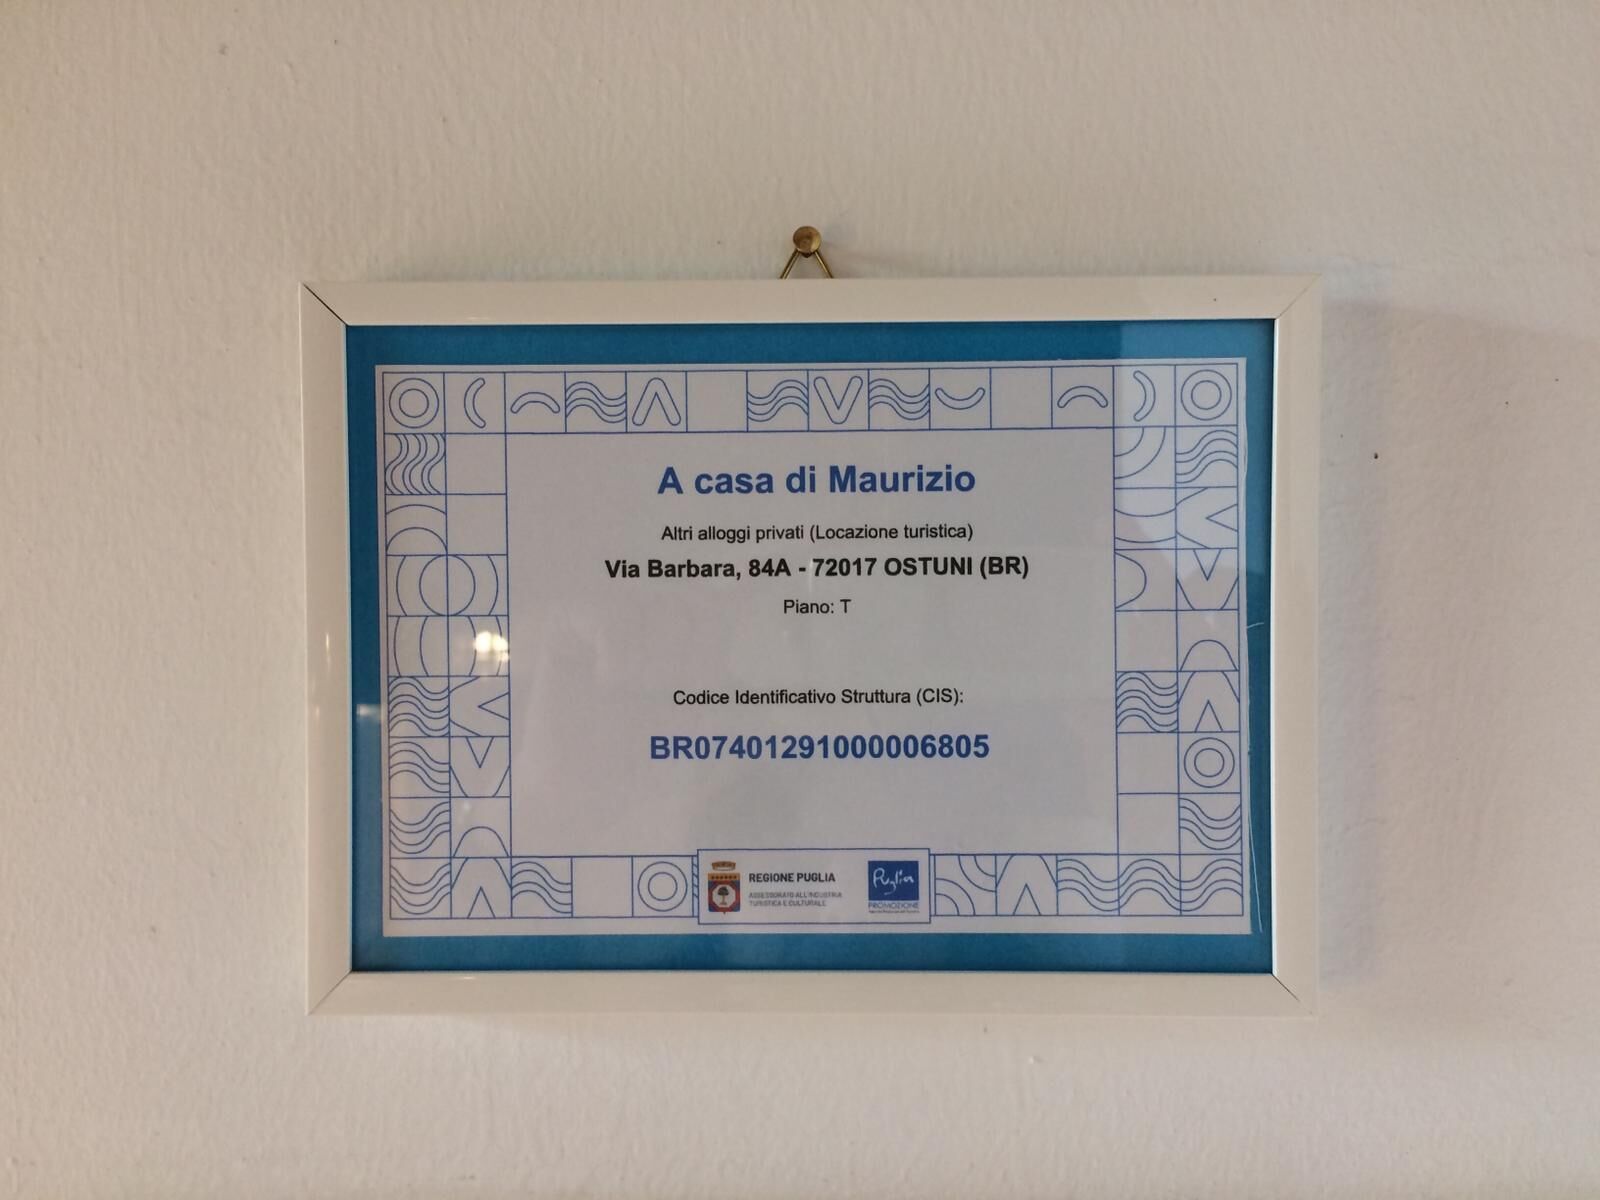 A casa di Maurizio
Altri alloggi privati (Locazione turistica)
Via Barbara, 84A - 72017 OSTUNI (BR)
Piano: T
Codice Identificativo Struttura (CIS):
BR07401291000006805
REGIONE PUGLIA
ASSESSORATO ALL'INDUSTRIA
TURISTICA E CULTURALE
Puglia
PROMOZIONE